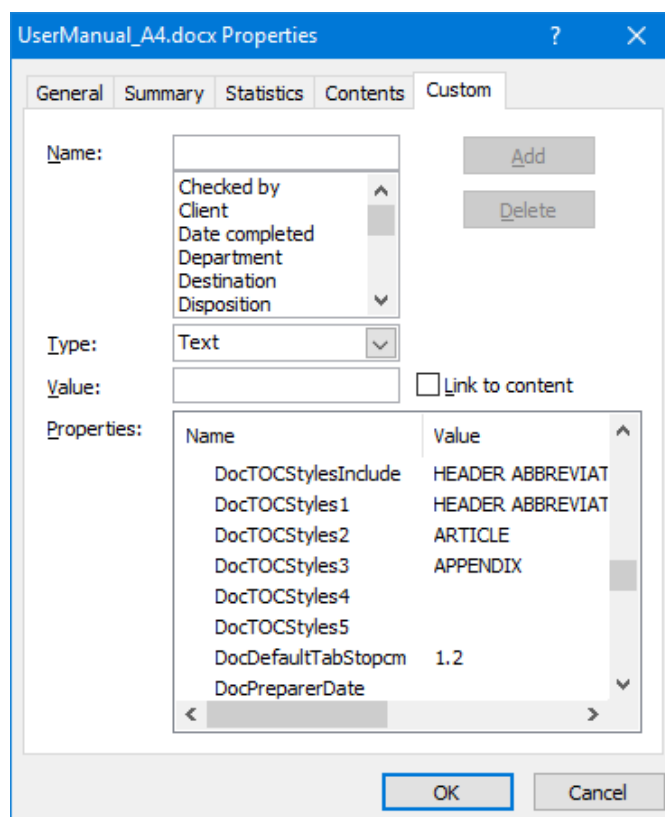 UserManual_A4.docx Properties ?
General Summary Statistics Contents Custom
Name: Add
Checked by
Client Delete
Date completed
Department
Destination
Disposition
Type: Text
Value: Link to content
Properties: Name Value
DocTOCStylesInclude HEADER ABBREVIAT
DocTOCStyles1 HEADER ABBREVIAT
DocTOCStyles2 ARTICLE
DocTOCStyles3 APPENDIX
DocTOCStyles4
DocTOCStyles5
DocDefaultTabStopcm 1.2
DocPreparerDate
OK Cancel